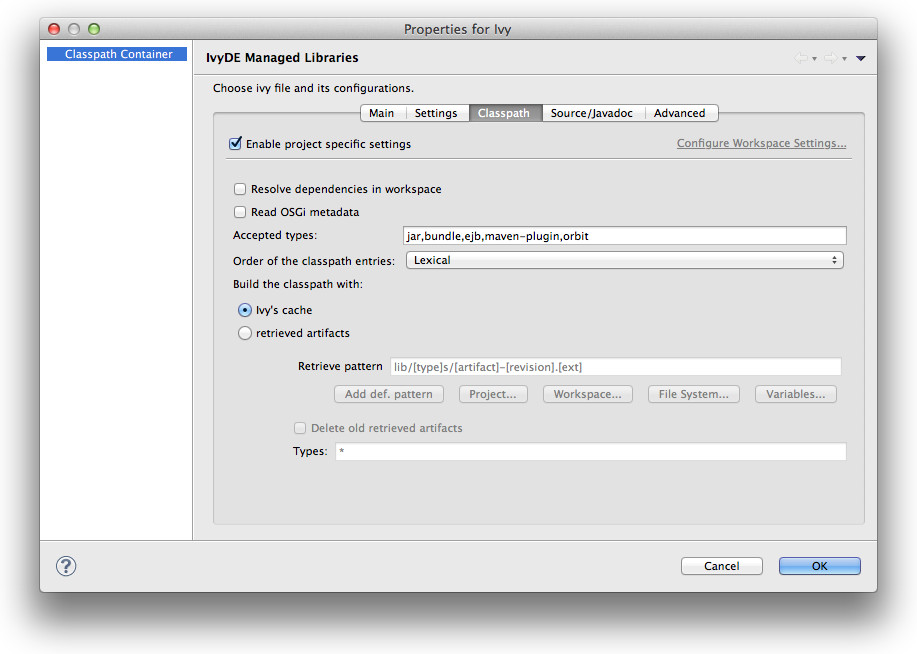 Properties for Ivy
Classpath Container
IvyDE Managed Libraries
Choose ivy file and its configurations.
Main Settings Classpath Source/Javadoc Advanced
Enable project specific settings Configure Workspace Settings...
Resolve dependencies in workspace
Read OSGi metadata
Accepted types: jar,bundle,ejb,maven-plugin,orbit
Order of the classpath entries: Lexical
Build the classpath with:
Ivy's cache
retrieved artifacts
Retrieve pattern lib/[type]s/[artifact]-[revision].[ext]
Add def. pattern Project... Workspace... File System... Variables...
Delete old retrieved artifacts
Types: *
? Cancel OK